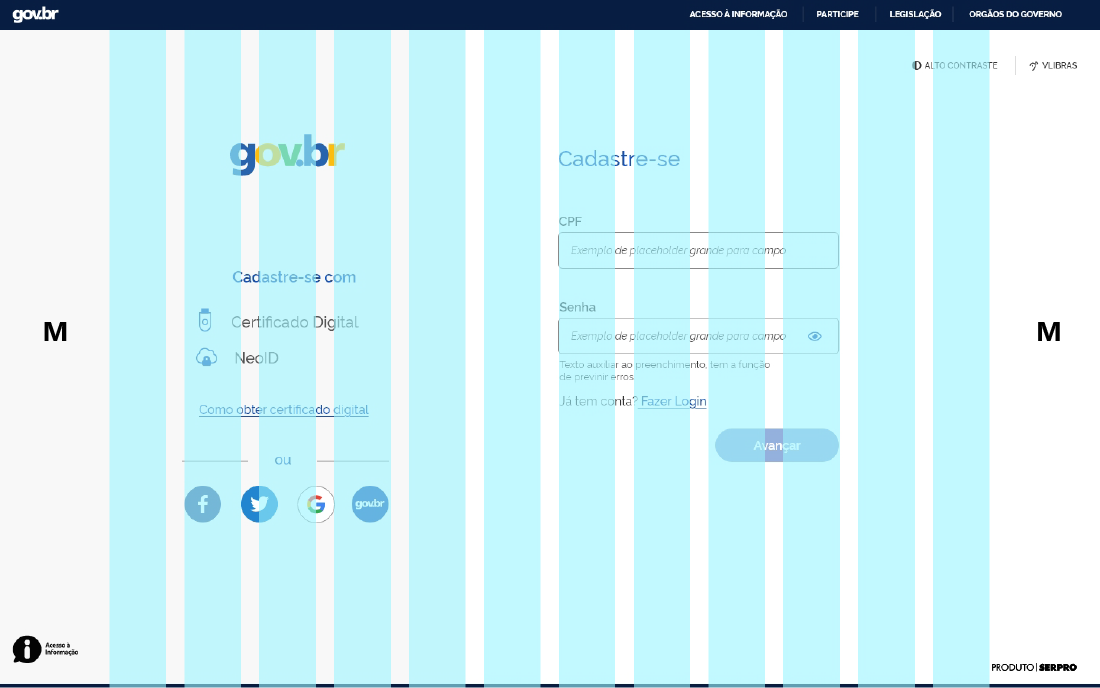 gov.br
ACESSO À INFORMAÇÃO
PARTICIPE
LEGISLAÇÃO
ORGÃOS DO GOVERNO
ALTO CONTRASTE
VLIBRAS
gov.br
Cadastre-se com
Certificado Digital
NeoID
Como obter certificado digital
ou
gov.br
Cadastre-se
CPF
Exemplo de placeholder grande para campo
Senha
Exemplo de placeholder grande para campo
Texto auxiliar ao preenchimento, tem a função
de previnir erros
Já tem conta? Fazer Login
Avançar
M
M
Acesso à
Informação
PRODUTO | SERPRO